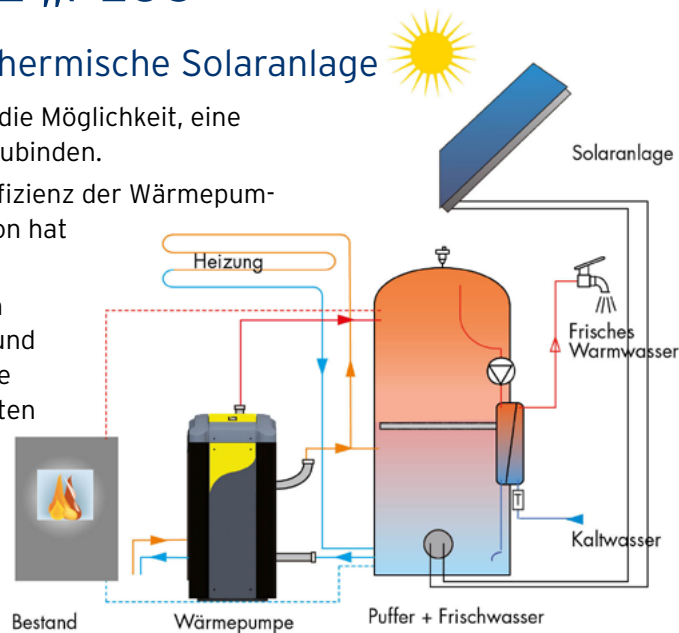 hermische Solaranlage
die Möglichkeit, eine
ubinden.
fizienz der Wärmepum-
on hat
und
e
ten
Solaranlage
Heizung
Frisches
Warmwasser
T
Kaltwasser
Bestand
Wärmepumpe
Puffer + Frischwasser